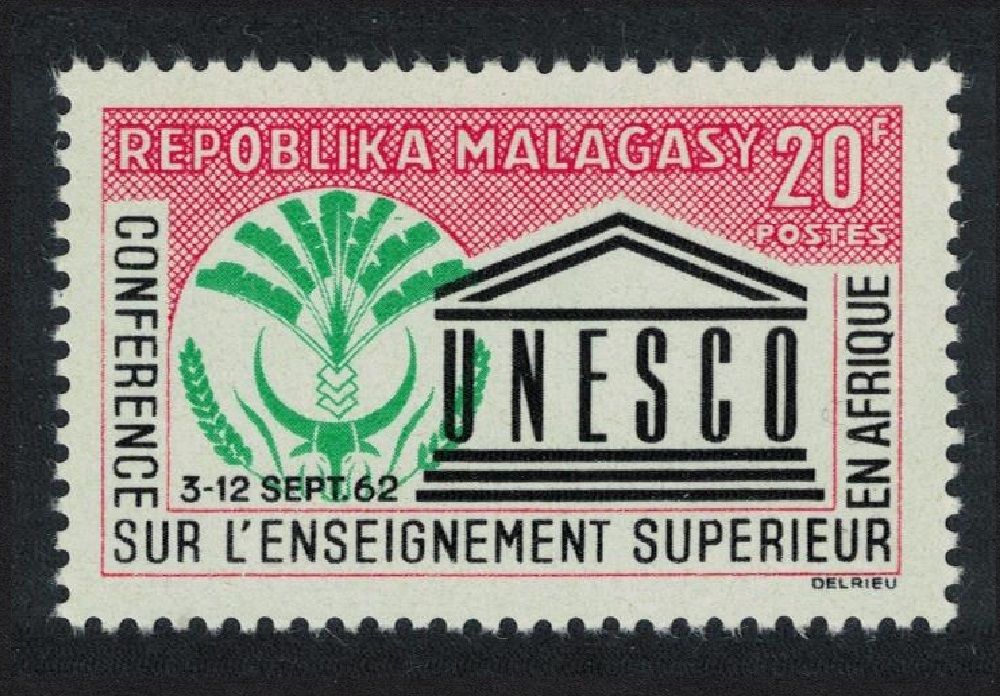 REPOBLIKA MALAGASY 20F
POSTES
CONFERENCE
SUR L'ENSEIGNEMENT SUPERIEUR
EN AFRIQUE
UNESCO
3-12 SEPT. 62
DELRIEU